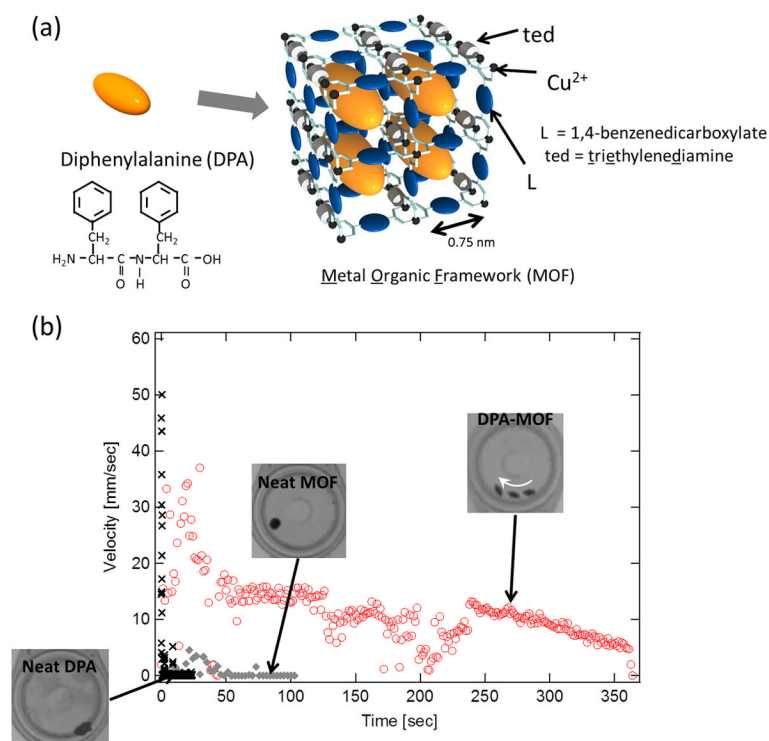 (a)
ted
Cu2+
Diphenylalanine (DPA)
L = 1,4-benzenedicarboxylate
ted = triethylenediamine
L
0.75 nm
CH2
CH2
H2N—CH—C—N—CH—C—OH
O
H
O
Metal Organic Framework (MOF)
(b)
60
50
40
30
20
10
0
Velocity [mm/sec]
DPA-MOF
Neat MOF
Neat DPA
0
50
100
150
200
250
300
350
Time [sec]